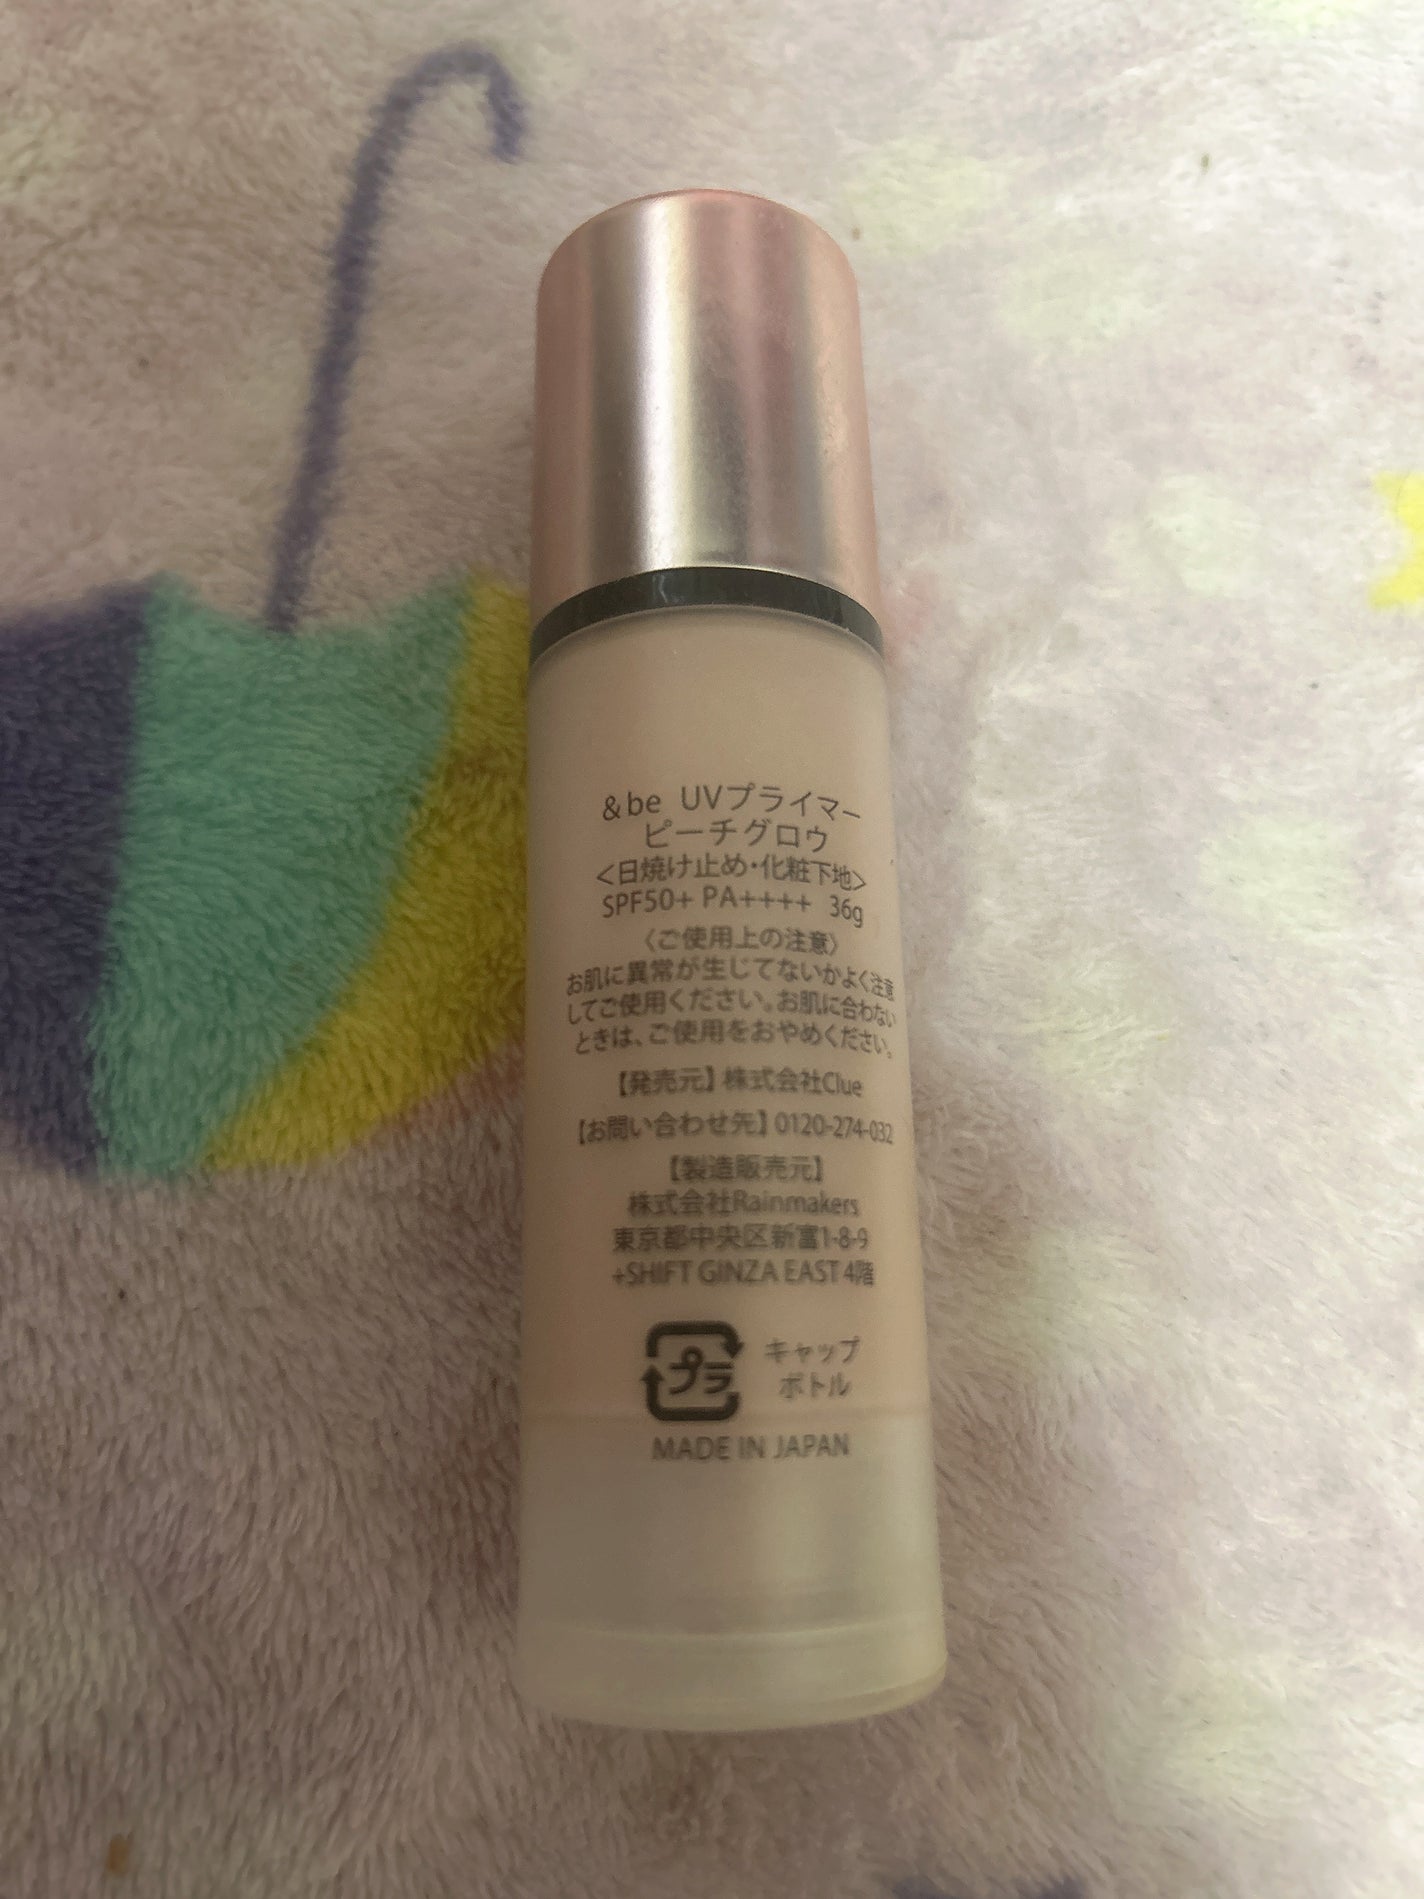 &be UVプライマー
ピーチグロウ
<日焼け止め・化粧下地>
SPF50+ PA++++ 36g
〈ご使用上の注意〉
お肌に異常が生じてないかよく注意
してご使用ください。お肌に合わない
ときは、ご使用をおやめください。
【発売元】株式会社Clue
【お問い合わせ先】0120-274-032
【製造販売元】
株式会社Rainmakers
東京都中央区新富1-8-9
+SHIFT GINZA EAST 4階
プラ キャップ
ボトル
MADE IN JAPAN